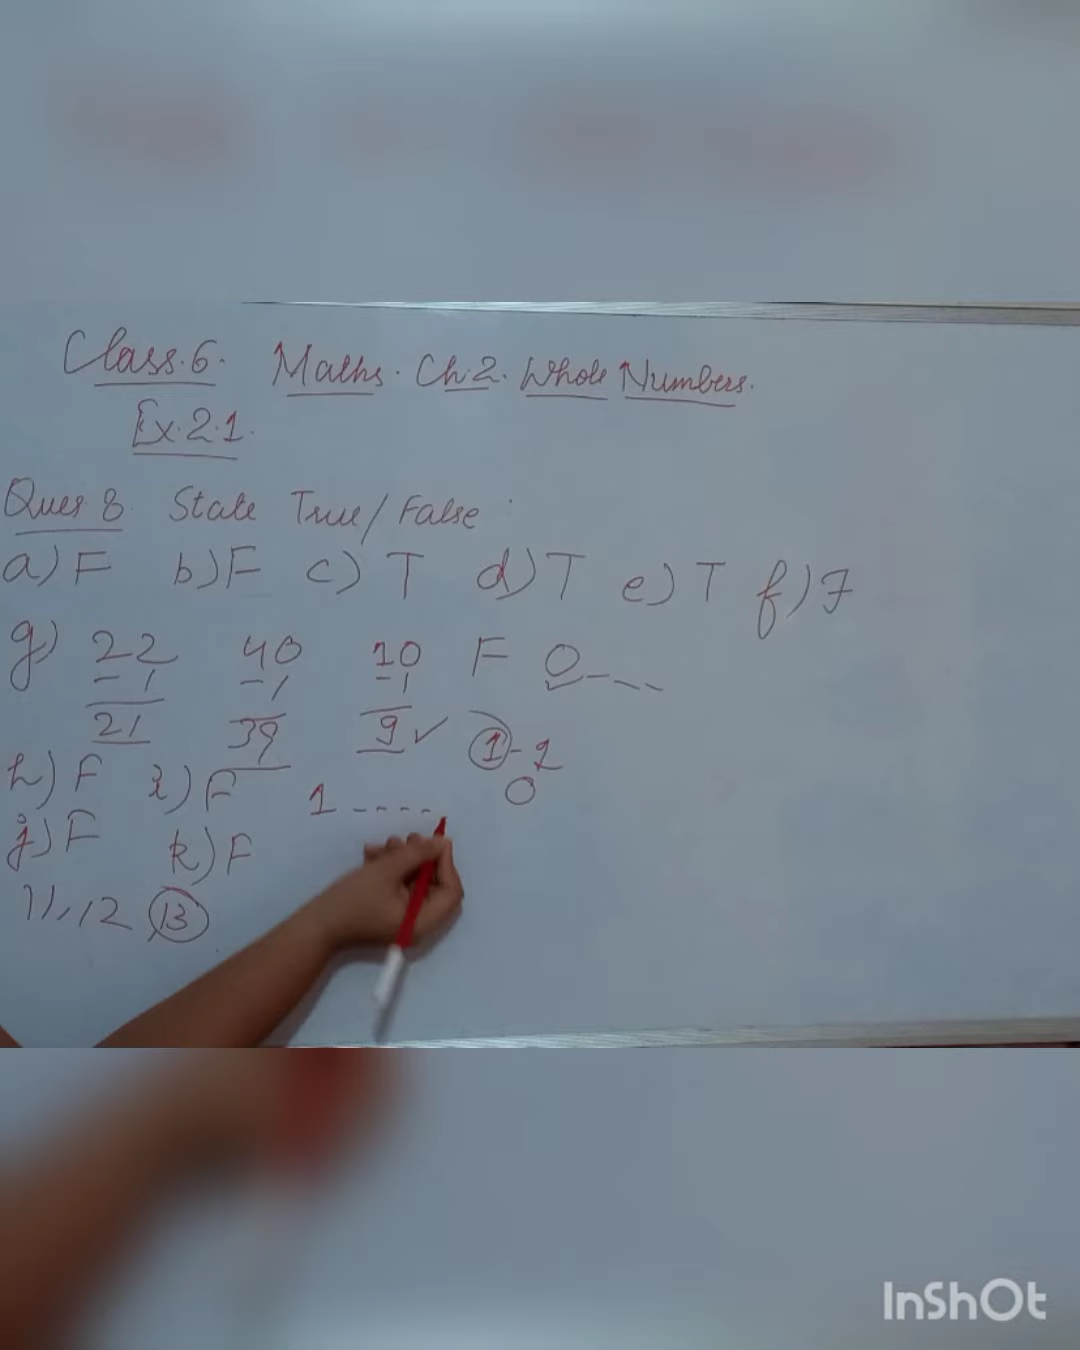 Class.6. Maths. Ch.2. Whole Numbers.
Ex.2.1.
Ques 8. State True/False :
a) F b) F c) T d) T e) T f) F
g) 22 40 10 F 0 - - - -
- 1 - 1 - 1
21 39 9 ✓ 1 - 2
h) F i) F 1 - - - - 0
j) F k) F
11, 12 13
InShOt